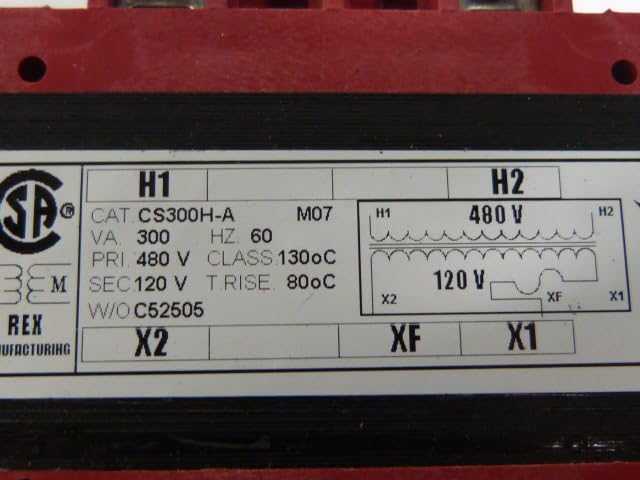 H1 H2
CAT. CS300H-A M07
VA. 300 HZ. 60
PRI. 480 V CLASS. 130oC
SEC. 120 V T.RISE. 80oC
W/O C52505
X2 XF X1
H1 480 V H2
120 V
X2 XF X1
SA ®
M
REX